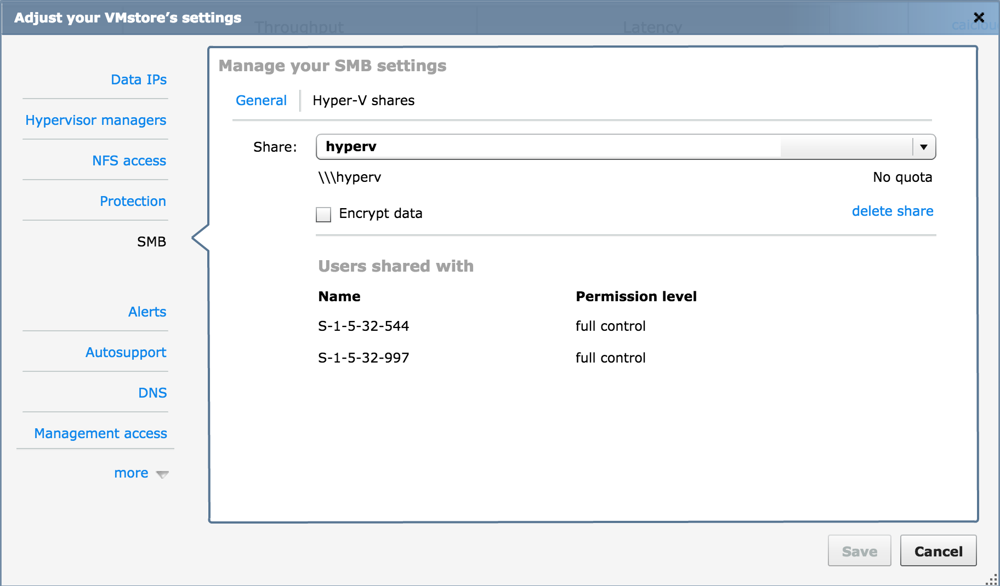 Adjust your VMstore’s settings
Throughput
Latency
Data IPs
Hypervisor managers
NFS access
Protection
SMB
Alerts
Autosupport
DNS
Management access
more
Manage your SMB settings
General
Hyper-V shares
Share:
hyperv
\\\hyperv
No quota
Encrypt data
delete share
Users shared with
Name Permission level
S-1-5-32-544 full control
S-1-5-32-997 full control
Save
Cancel